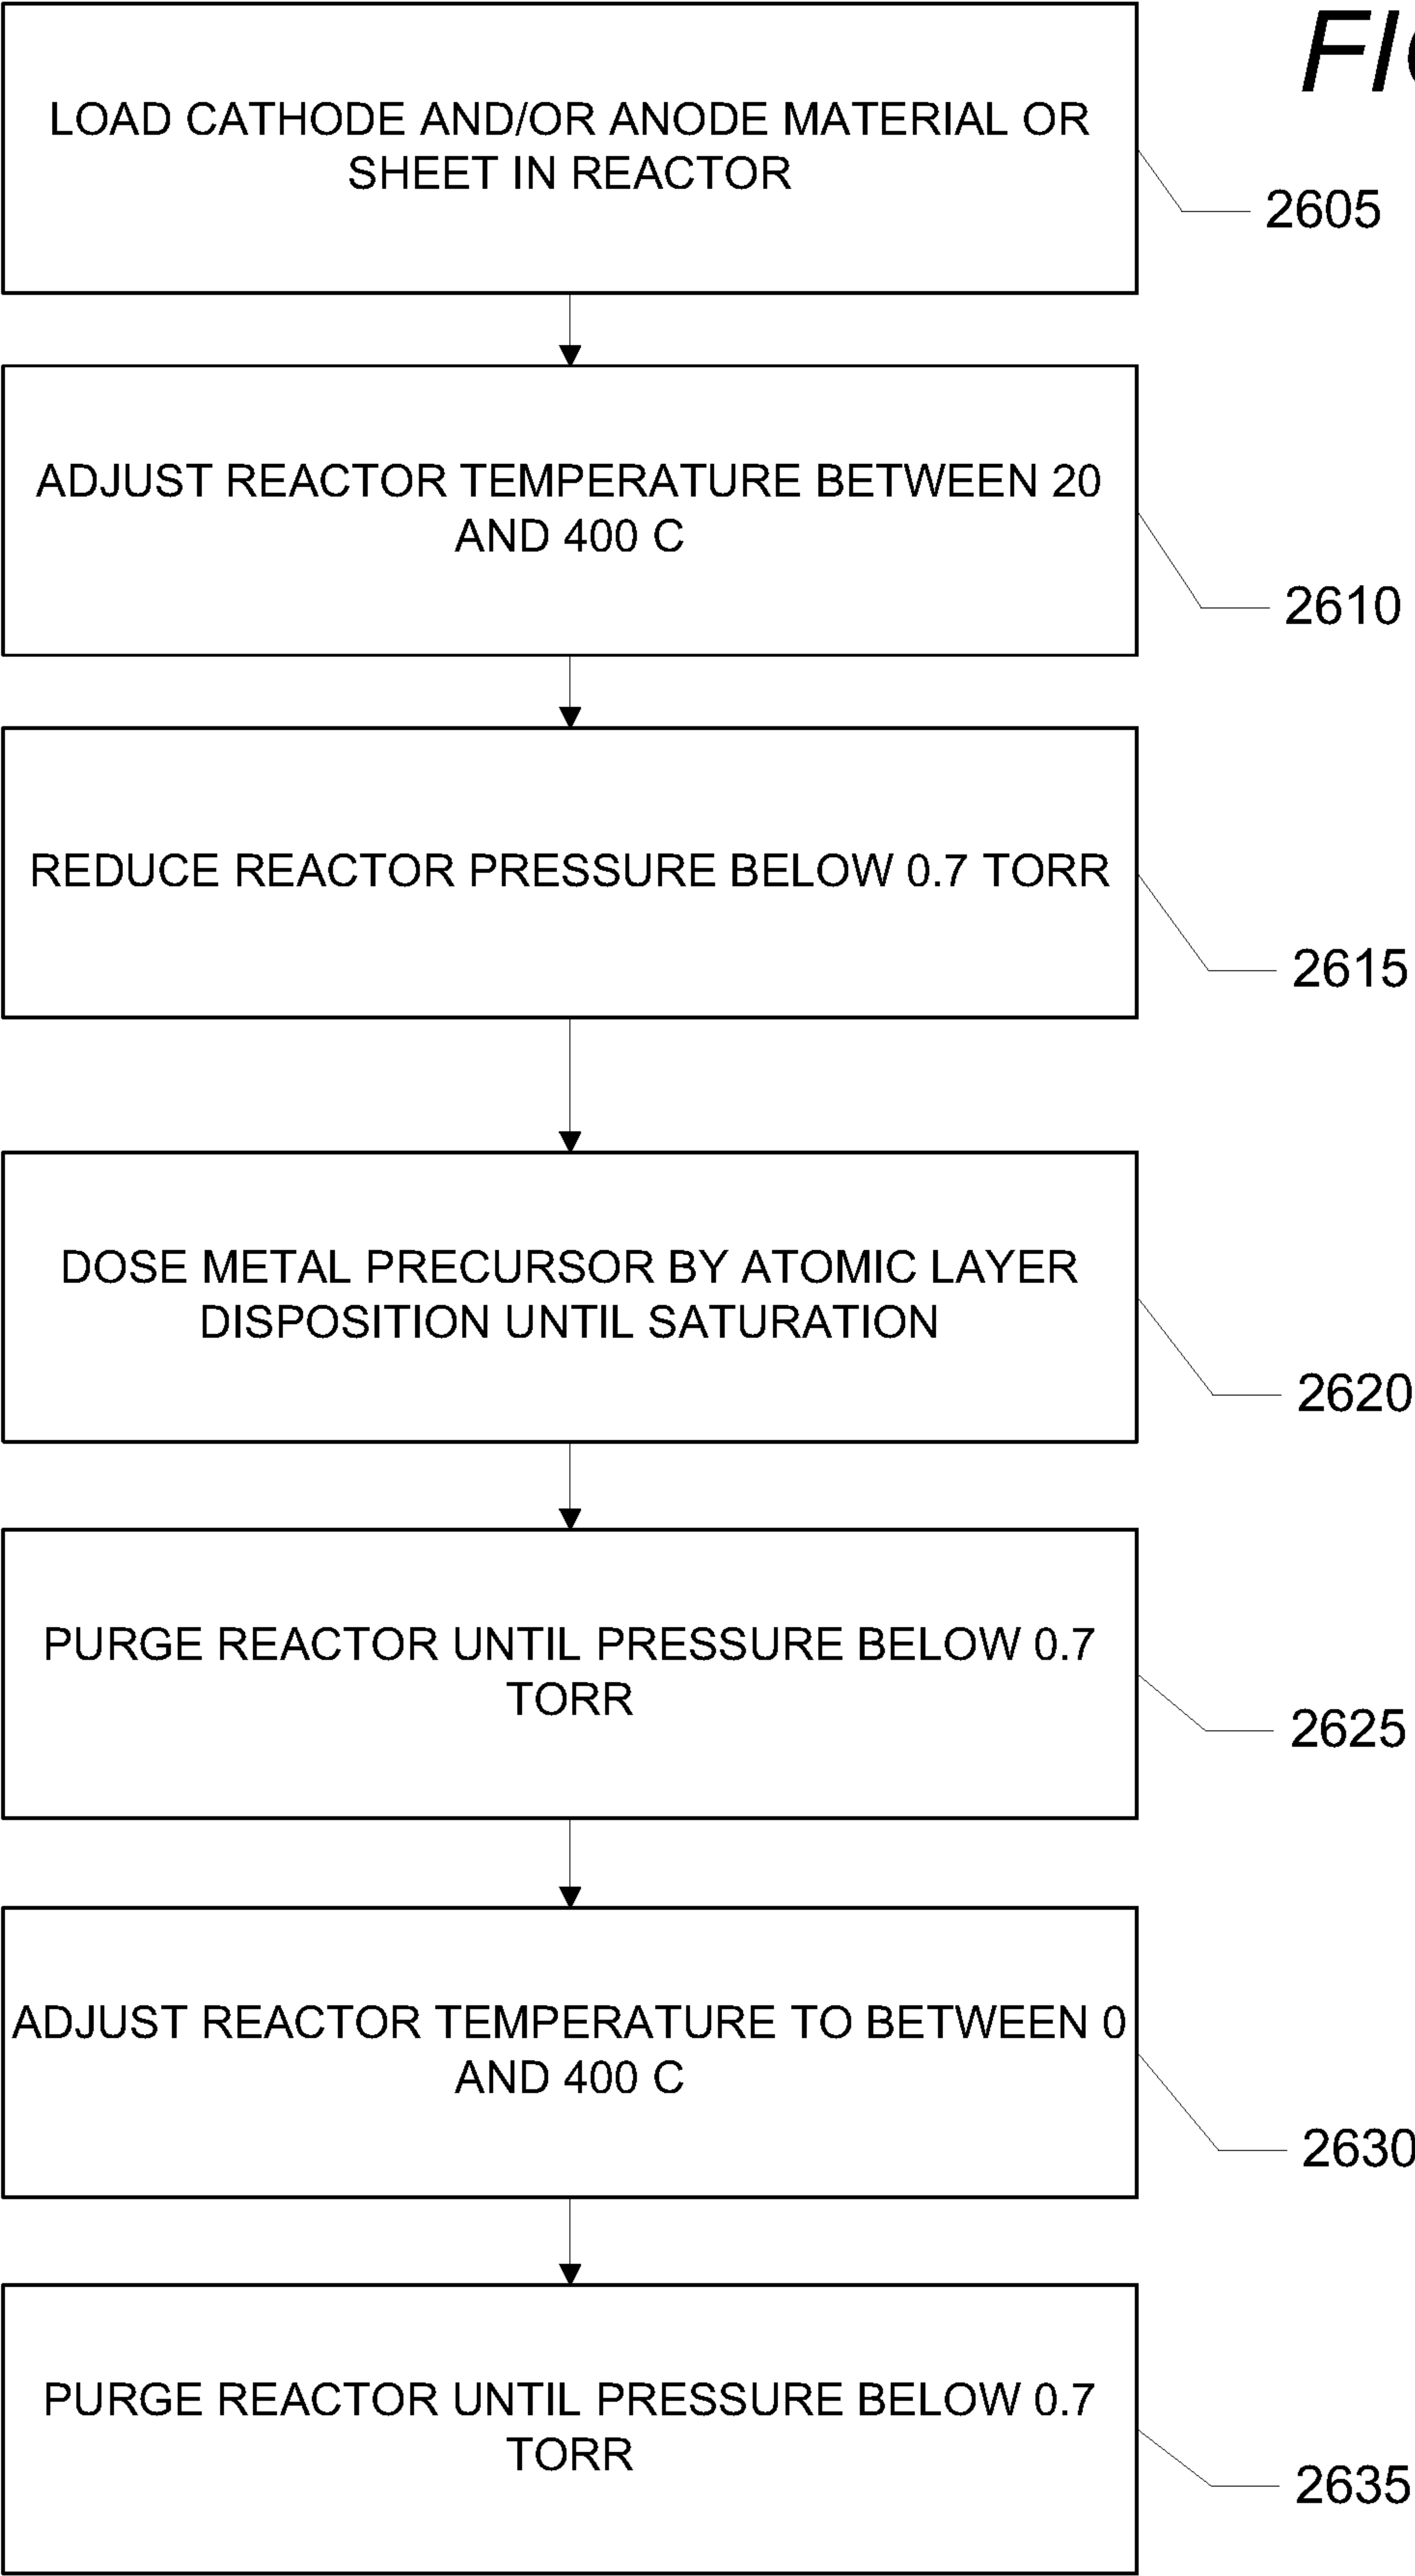 LOAD CATHODE AND/OR ANODE MATERIAL OR
SHEET IN REACTOR
2605
ADJUST REACTOR TEMPERATURE BETWEEN 20
AND 400 C
2610
REDUCE REACTOR PRESSURE BELOW 0.7 TORR
2615
DOSE METAL PRECURSOR BY ATOMIC LAYER
DISPOSITION UNTIL SATURATION
2620
PURGE REACTOR UNTIL PRESSURE BELOW 0.7
TORR
2625
ADJUST REACTOR TEMPERATURE TO BETWEEN 0
AND 400 C
2630
PURGE REACTOR UNTIL PRESSURE BELOW 0.7
TORR
2635